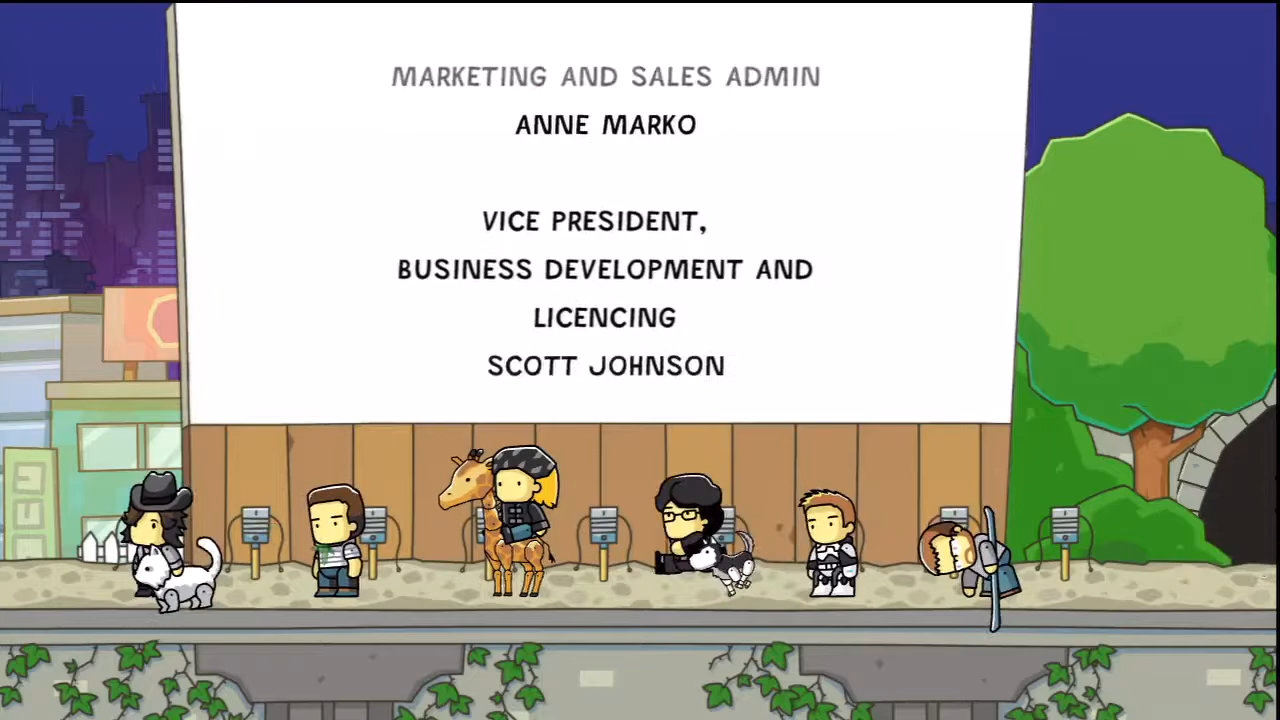 MARKETING AND SALES ADMIN
ANNE MARKO
VICE PRESIDENT,
BUSINESS DEVELOPMENT AND
LICENCING
SCOTT JOHNSON